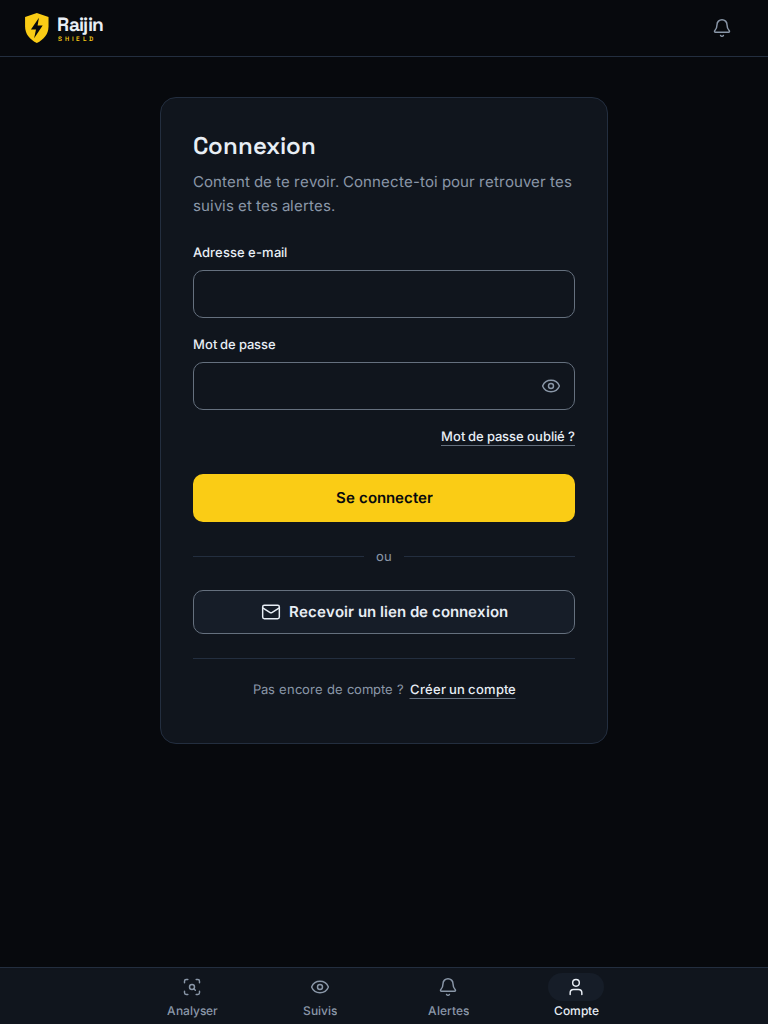 Raijin
SHIELD
Connexion
Content de te revoir. Connecte-toi pour retrouver tes
suivis et tes alertes.
Adresse e-mail
Mot de passe
Mot de passe oublié ?
Se connecter
ou
Recevoir un lien de connexion
Pas encore de compte ? Créer un compte
Analyser
Suivis
Alertes
Compte